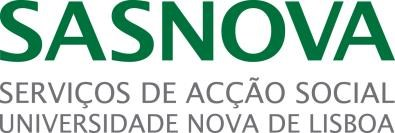 SASNOVA
SERVIÇOS DE ACÇÃO SOCIAL
UNIVERSIDADE NOVA DE LISBOA